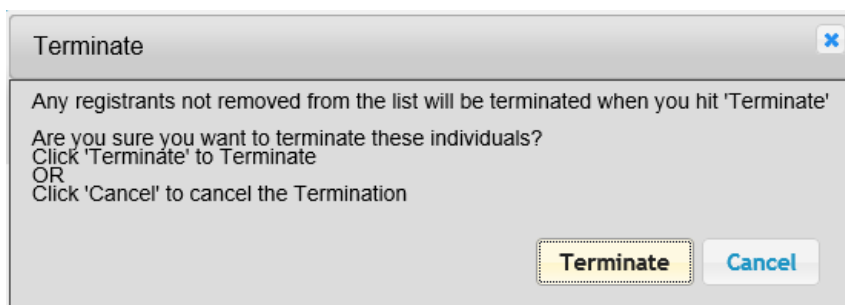 Terminate
Any registrants not removed from the list will be terminated when you hit 'Terminate'
Are you sure you want to terminate these individuals?
Click 'Terminate' to Terminate
OR
Click 'Cancel' to cancel the Termination
Terminate
Cancel